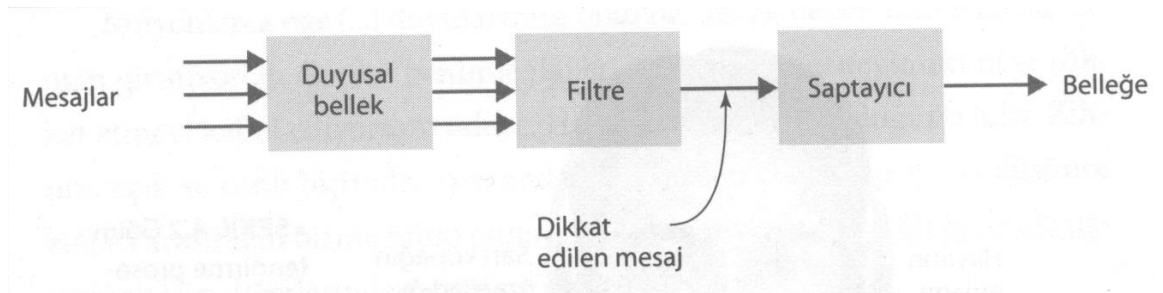 Mesajlar
Duyusal
bellek
Filtre
Saptayıcı
Belleğe
Dikkat
edilen mesaj